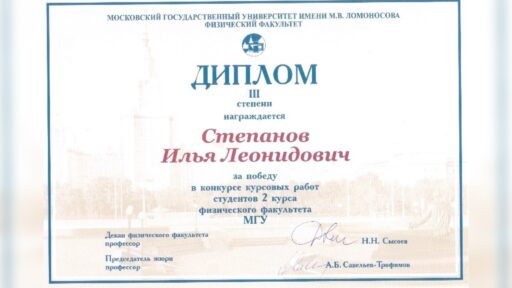 МОСКОВСКИЙ ГОСУДАРСТВЕННЫЙ УНИВЕРСИТЕТ ИМЕНИ М.В. ЛОМОНОСОВА
ФИЗИЧЕСКИЙ ФАКУЛЬТЕТ
ДИПЛОМ
III
степени
награждается
Степанов
Илья Леонидович
за победу
в конкурсе курсовых работ
студентов 2 курса
физического факультета
МГУ
Декан физического факультета
профессор
Н.Н. Сысоев
Председатель жюри
профессор
А.Б. Савельев-Трофимов